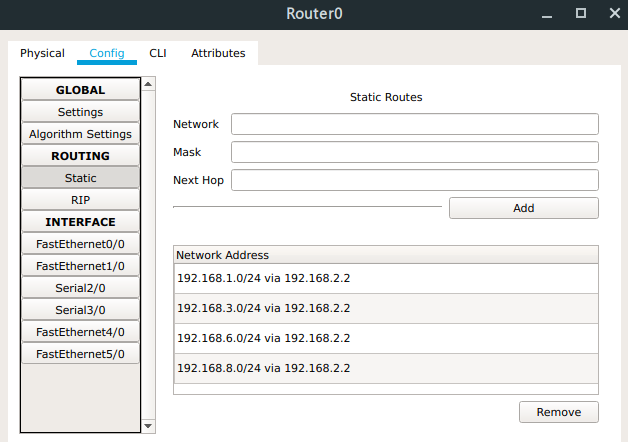 Router0
Physical Config CLI Attributes
GLOBAL
Settings
Algorithm Settings
ROUTING
Static
RIP
INTERFACE
FastEthernet0/0
FastEthernet1/0
Serial2/0
Serial3/0
FastEthernet4/0
FastEthernet5/0
Static Routes
Network
Mask
Next Hop
Add
Network Address
192.168.1.0/24 via 192.168.2.2
192.168.3.0/24 via 192.168.2.2
192.168.6.0/24 via 192.168.2.2
192.168.8.0/24 via 192.168.2.2
Remove